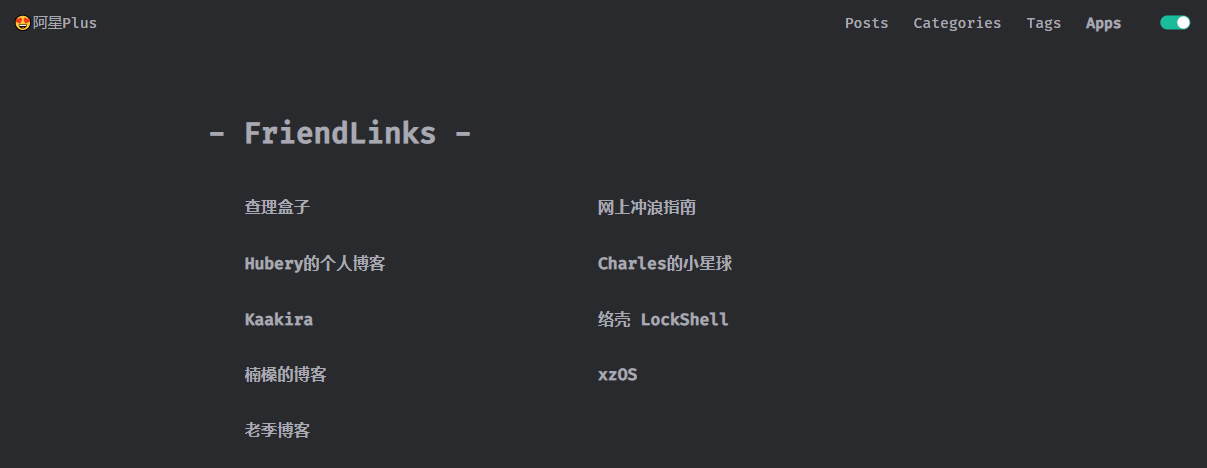 🤩阿星Plus Posts Categories Tags Apps
- FriendLinks -
查理盒子 网上冲浪指南
Hubery的个人博客 Charles的小星球
Kaakira 络壳 LockShell
楠橡的博客 xzOS
老季博客